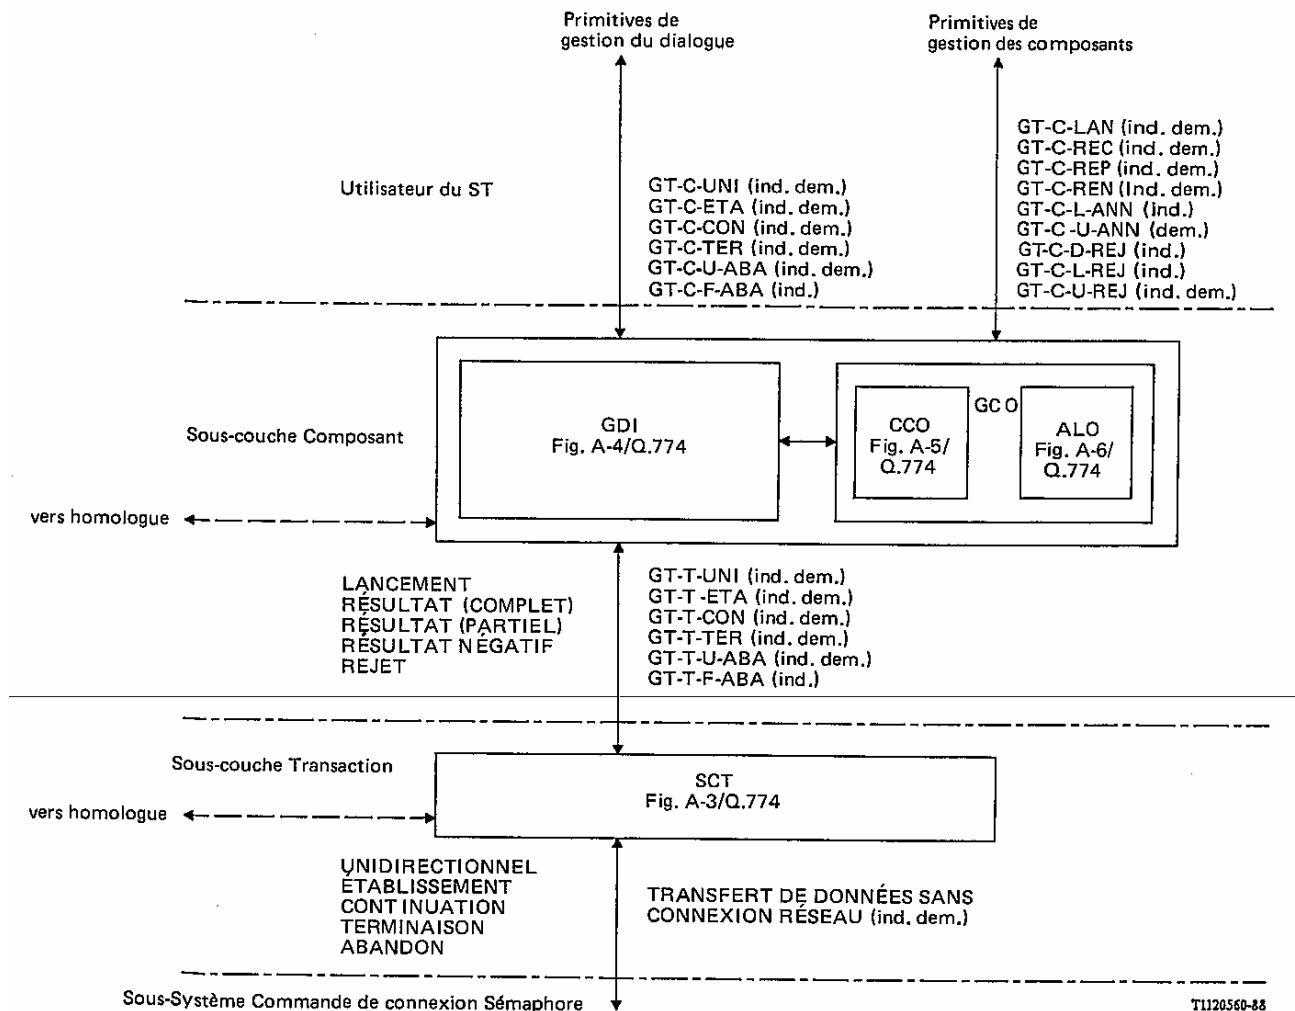 Primitives de
gestion du dialogue
Primitives de
gestion des composants
Utilisateur du ST
GT-C-UNI (ind. dem.)
GT-C-ETA (ind. dem.)
GT-C-CON (ind. dem.)
GT-C-TER (ind. dem.)
GT-C-U-ABA (ind. dem.)
GT-C-F-ABA (ind.)
GT-C-LAN (ind. dem.)
GT-C-REC (ind. dem.)
GT-C-REP (ind. dem.)
GT-C-REN (Ind. dem.)
GT-C-L-ANN (ind.)
GT-C-U-ANN (dem.)
GT-C-D-REJ (ind.)
GT-C-L-REJ (ind.)
GT-C-U-REJ (ind. dem.)
Sous-couche Composant
GDI
Fig. A-4/Q.774
GCO
CCO
Fig. A-5/
Q.774
ALO
Fig. A-6/
Q.774
vers homologue
LANCEMENT
RÉSULTAT (COMPLET)
RÉSULTAT (PARTIEL)
RÉSULTAT NÉGATIF
REJET
GT-T-UNI (ind. dem.)
GT-T-ETA (ind. dem.)
GT-T-CON (ind. dem.)
GT-T-TER (ind. dem.)
GT-T-U-ABA (ind. dem.)
GT-T-F-ABA (ind.)
Sous-couche Transaction
SCT
Fig. A-3/Q.774
vers homologue
UNIDIRECTIONNEL
ÉTABLISSEMENT
CONTINUATION
TERMINAISON
ABANDON
TRANSFERT DE DONNÉES SANS
CONNEXION RÉSEAU (ind. dem.)
Sous-Système Commande de connexion Sémaphore
T1120560-88